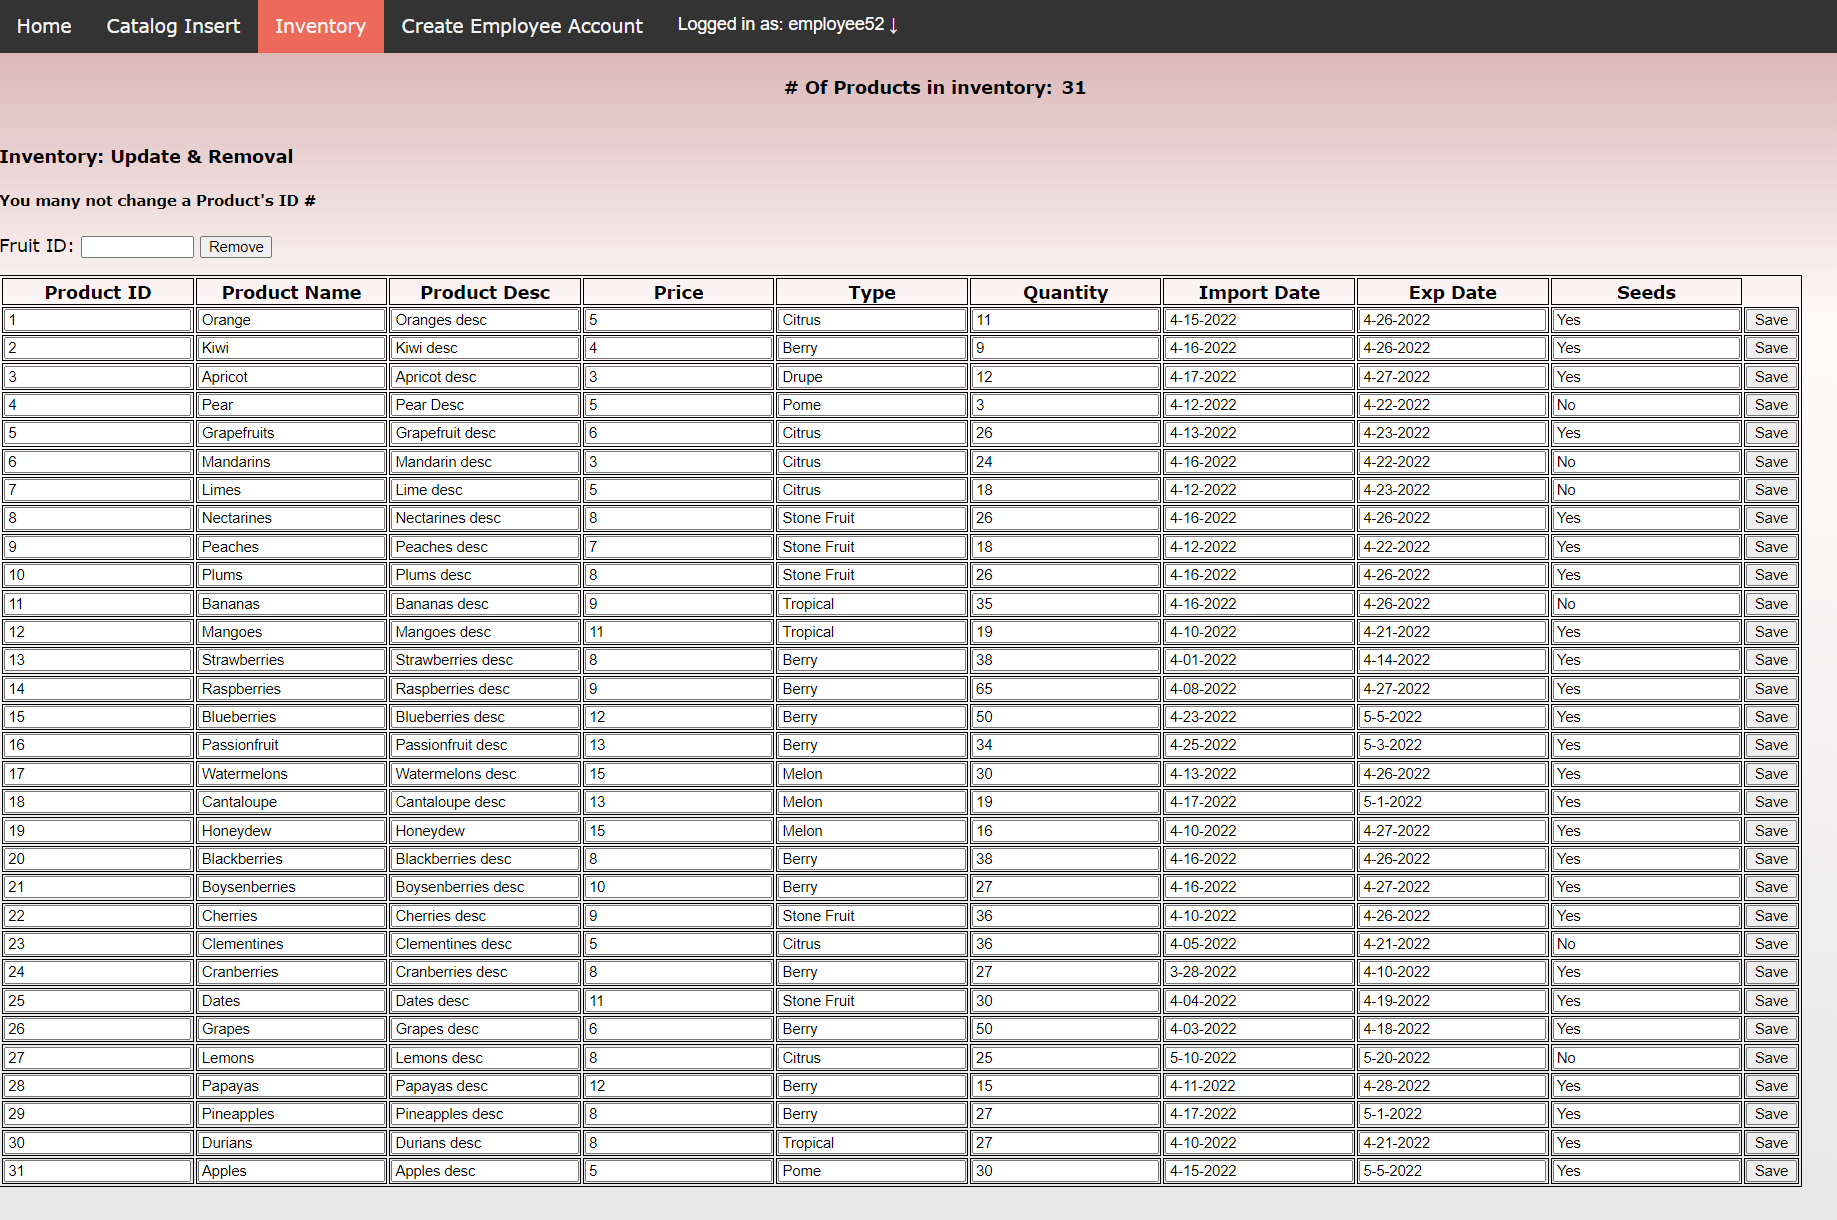 Home Catalog Insert Inventory Create Employee Account Logged in as: employee52 ↓
# Of Products in inventory: 31
Inventory: Update & Removal
You many not change a Product's ID #
Fruit ID: Remove
Product ID Product Name Product Desc Price Type Quantity Import Date Exp Date Seeds
1 Orange Oranges desc 5 Citrus 11 4-15-2022 4-26-2022 Yes Save
2 Kiwi Kiwi desc 4 Berry 9 4-16-2022 4-26-2022 Yes Save
3 Apricot Apricot desc 3 Drupe 12 4-17-2022 4-27-2022 Yes Save
4 Pear Pear Desc 5 Pome 3 4-12-2022 4-22-2022 No Save
5 Grapefruits Grapefruit desc 6 Citrus 26 4-13-2022 4-23-2022 Yes Save
6 Mandarins Mandarin desc 3 Citrus 24 4-16-2022 4-22-2022 No Save
7 Limes Lime desc 5 Citrus 18 4-12-2022 4-23-2022 No Save
8 Nectarines Nectarines desc 8 Stone Fruit 26 4-16-2022 4-26-2022 Yes Save
9 Peaches Peaches desc 7 Stone Fruit 18 4-12-2022 4-22-2022 Yes Save
10 Plums Plums desc 8 Stone Fruit 26 4-16-2022 4-26-2022 Yes Save
11 Bananas Bananas desc 9 Tropical 35 4-16-2022 4-26-2022 No Save
12 Mangoes Mangoes desc 11 Tropical 19 4-10-2022 4-21-2022 Yes Save
13 Strawberries Strawberries desc 8 Berry 38 4-01-2022 4-14-2022 Yes Save
14 Raspberries Raspberries desc 9 Berry 65 4-08-2022 4-27-2022 Yes Save
15 Blueberries Blueberries desc 12 Berry 50 4-23-2022 5-5-2022 Yes Save
16 Passionfruit Passionfruit desc 13 Berry 34 4-25-2022 5-3-2022 Yes Save
17 Watermelons Watermelons desc 15 Melon 30 4-13-2022 4-26-2022 Yes Save
18 Cantaloupe Cantaloupe desc 13 Melon 19 4-17-2022 5-1-2022 Yes Save
19 Honeydew Honeydew 15 Melon 16 4-10-2022 4-27-2022 Yes Save
20 Blackberries Blackberries desc 8 Berry 38 4-16-2022 4-26-2022 Yes Save
21 Boysenberries Boysenberries desc 10 Berry 27 4-16-2022 4-27-2022 Yes Save
22 Cherries Cherries desc 9 Stone Fruit 36 4-10-2022 4-26-2022 Yes Save
23 Clementines Clementines desc 5 Citrus 36 4-05-2022 4-21-2022 No Save
24 Cranberries Cranberries desc 8 Berry 27 3-28-2022 4-10-2022 Yes Save
25 Dates Dates desc 11 Stone Fruit 30 4-04-2022 4-19-2022 Yes Save
26 Grapes Grapes desc 6 Berry 50 4-03-2022 4-18-2022 Yes Save
27 Lemons Lemons desc 8 Citrus 25 5-10-2022 5-20-2022 No Save
28 Papayas Papayas desc 12 Berry 15 4-11-2022 4-28-2022 Yes Save
29 Pineapples Pineapples desc 8 Berry 27 4-17-2022 5-1-2022 Yes Save
30 Durians Durians desc 8 Tropical 27 4-10-2022 4-21-2022 Yes Save
31 Apples Apples desc 5 Pome 30 4-15-2022 5-5-2022 Yes Save